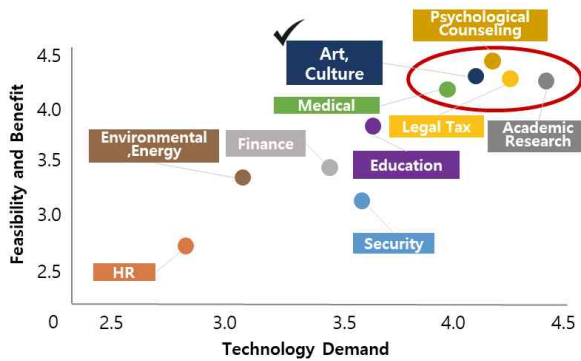 Psychological
Counseling
Art,
Culture
Medical
Legal Tax
Academic
Research
Environmental
,Energy
Finance
Education
Security
HR
Feasibility and Benefit
4.5
4.0
3.5
3.0
2.5
0
2.5
3.0
3.5
4.0
4.5
Technology Demand